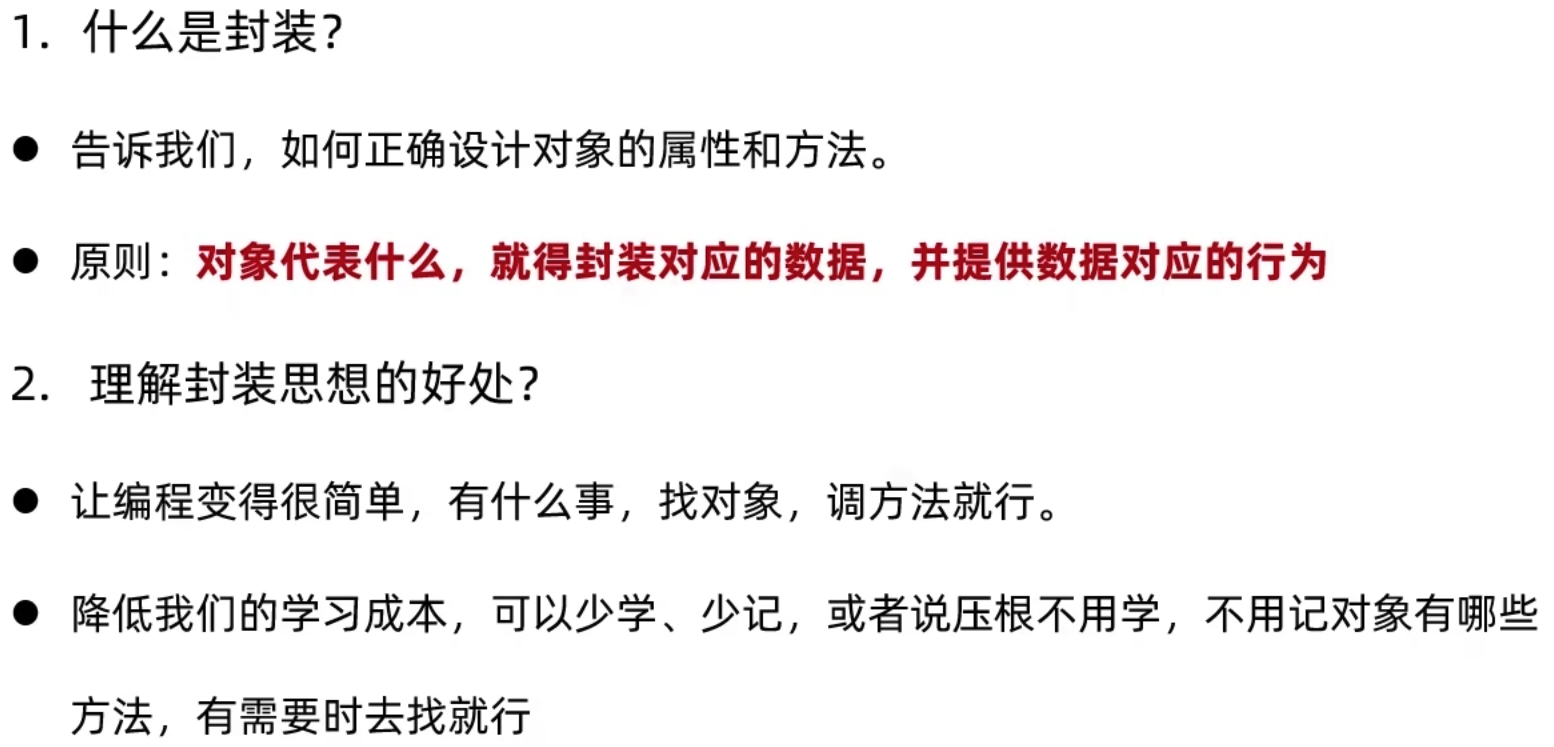 1. 什么是封装?
● 告诉我们，如何正确设计对象的属性和方法。
● 原则：对象代表什么，就得封装对应的数据，并提供数据对应的行为
2. 理解封装思想的好处?
● 让编程变得很简单，有什么事，找对象，调方法就行。
● 降低我们的学习成本，可以少学、少记，或者说压根不用学，不用记对象有哪些
方法，有需要时去找就行